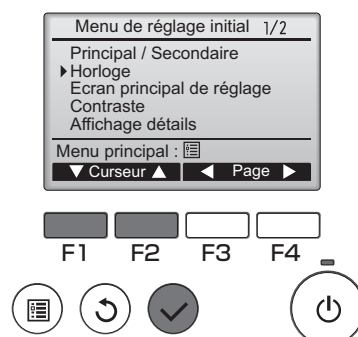 Menu de réglage initial 1/2
Principal / Secondaire
▶Horloge
Ecran principal de réglage
Contraste
Affichage détails
Menu principal :
▼ Curseur ▲ ◀ Page ▶
F1 F2 F3 F4